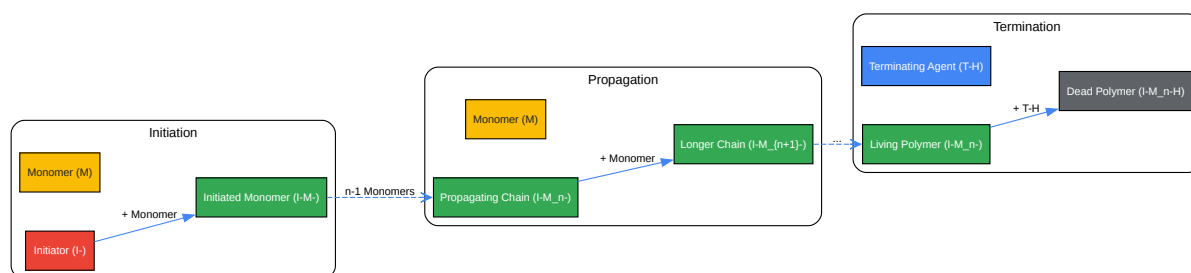 Initiation
Monomer (M)
Initiator (I-)
+ Monomer
Initiated Monomer (I-M-)
n-1 Monomers
Propagation
Monomer (M)
Propagating Chain (I-M_n-)
+ Monomer
Longer Chain (I-M_{n+1}-)
...
Termination
Terminating Agent (T-H)
Living Polymer (I-M_n-)
+ T-H
Dead Polymer (I-M_n-H)